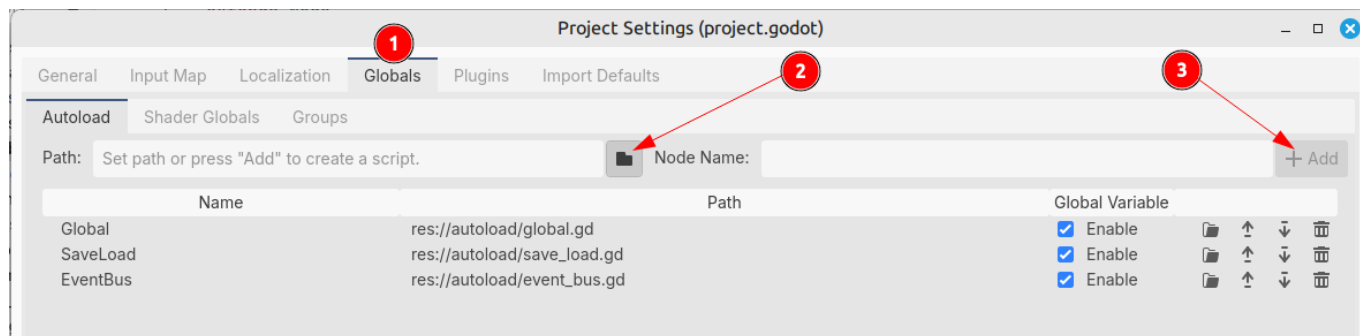 Project Settings (project.godot)
1
General Input Map Localization Globals Plugins Import Defaults
2
3
Autoload Shader Globals Groups
Path: Set path or press "Add" to create a script. Node Name: + Add
Name Path Global Variable
Global res://autoload/global.gd Enable
SaveLoad res://autoload/save_load.gd Enable
EventBus res://autoload/event_bus.gd Enable